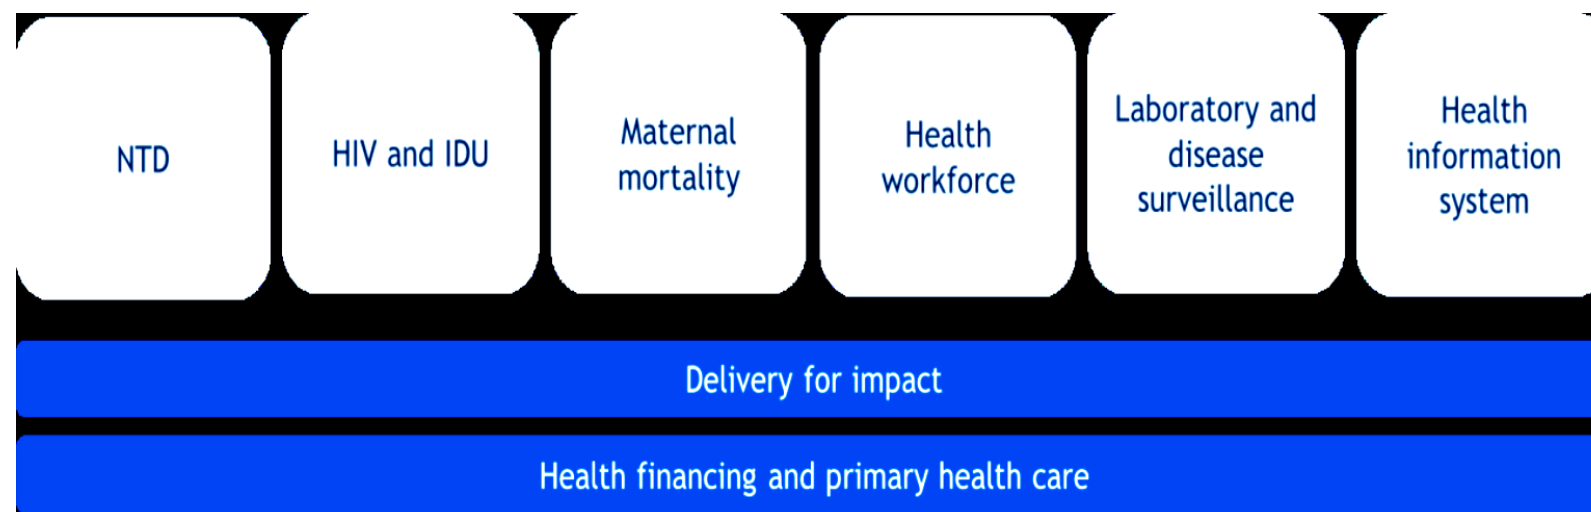 NTD
HIV and IDU
Maternal
mortality
Health
workforce
Laboratory and
disease
surveillance
Health
information
system
Delivery for impact
Health financing and primary health care